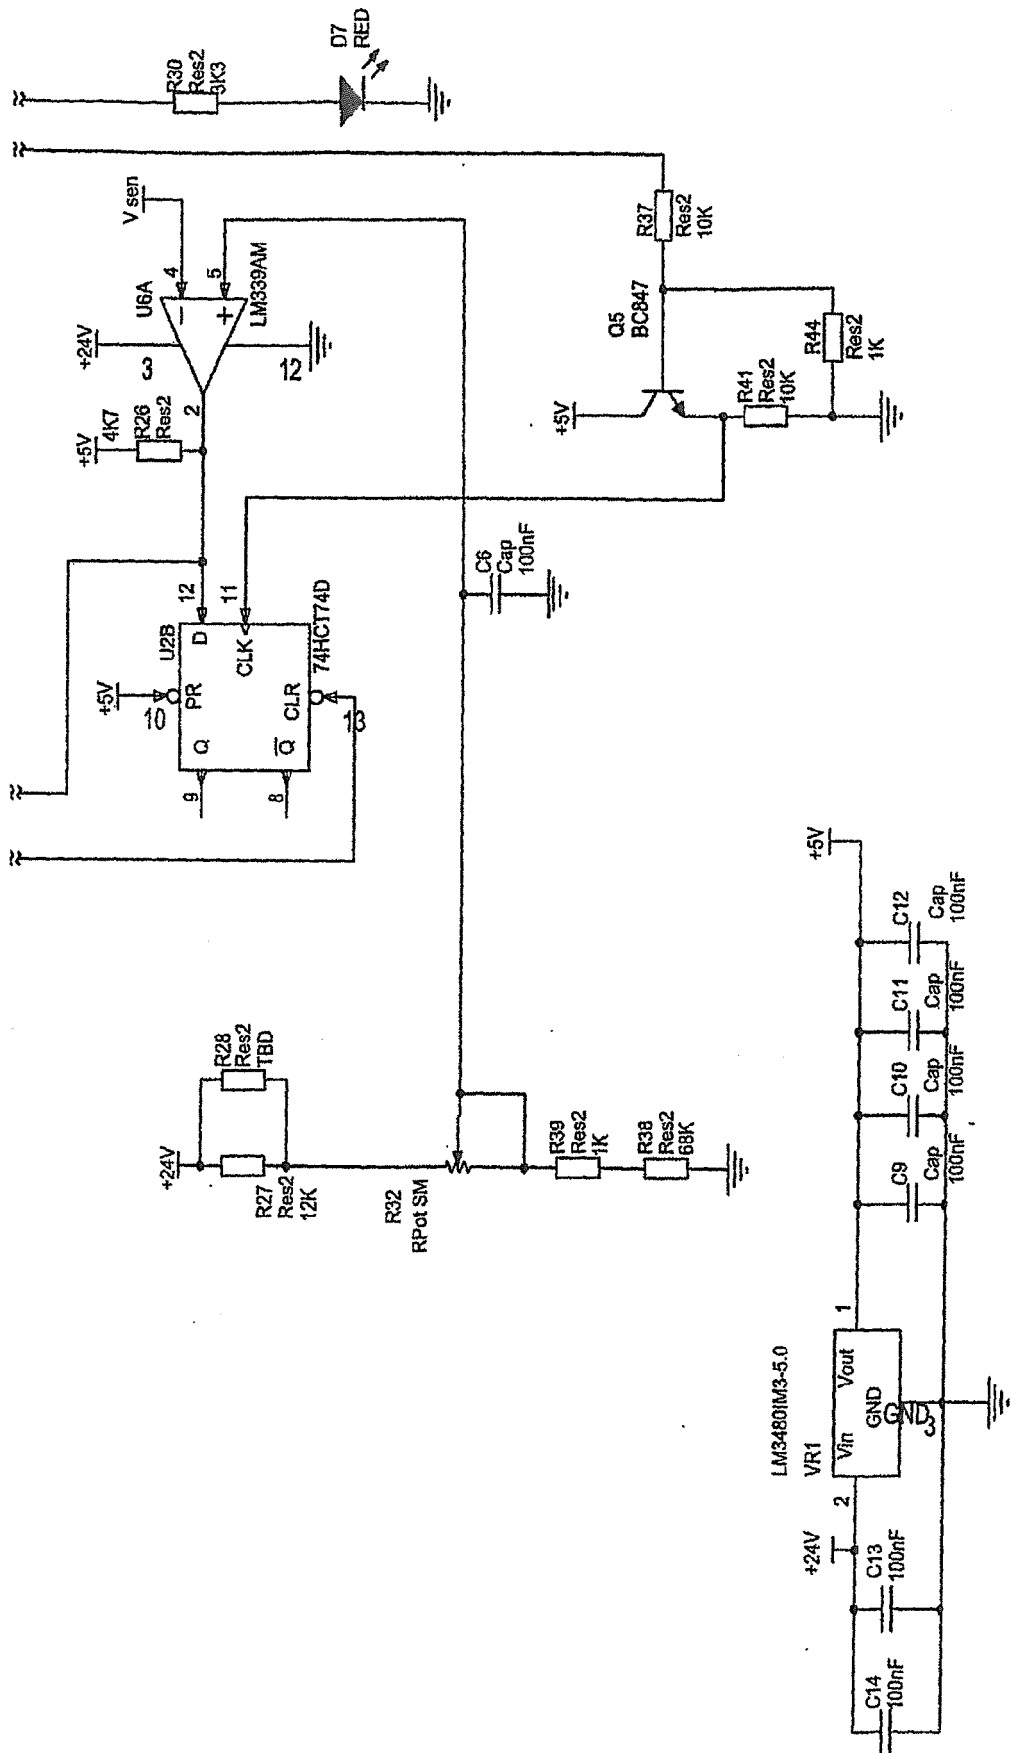 R30
Res2
3K3
D7
RED
V sen
+24V
3
U6A
4
5
LM339AM
12
2
+5V
4K7
R26
Res2
R37
Res2
10K
Q5
BC847
R44
Res2
1K
+5V
R41
Res2
10K
C6
Cap
100nF
12
11
U2B
D
CLK
74HCT74D
+5V
10
PR
CLR
13
Q
Q̅
9
8
+24V
R28
Res2
TBD
R27
Res2
12K
R32
RPot SM
R39
Res2
1K
R38
Res2
68K
+5V
C12
Cap
100nF
C11
Cap
100nF
C10
Cap
100nF
C9
Cap
100nF
LM3480IM3-5.0
VR1
1
Vin
Vout
GND
GND
3
2
+24V
C13
100nF
C14
100nF